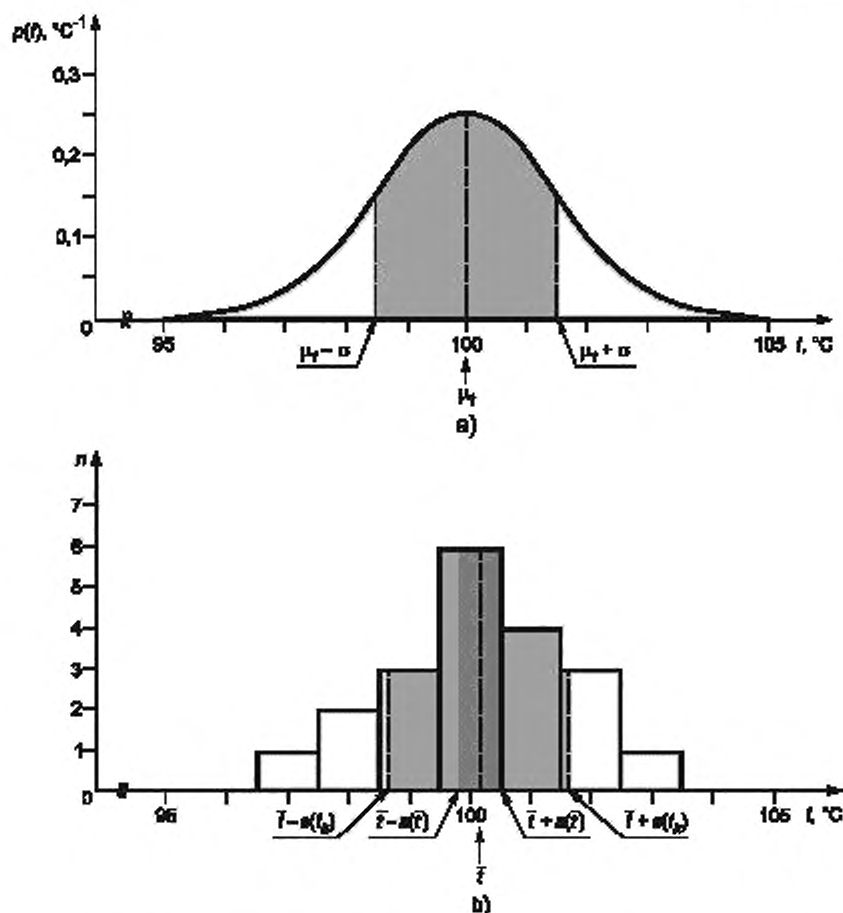 p(t), °C⁻¹
0,3
0,2
0,1
0
95
100
105
t, °C
μₜ – σ
μₜ + σ
μₜ
a)
n
7
6
5
4
3
2
1
0
95
100
105
t, °C
t̄ – s(tₖ)
t̄ – s(t̄)
t̄ + s(t̄)
t̄ + s(tₖ)
t̄
b)